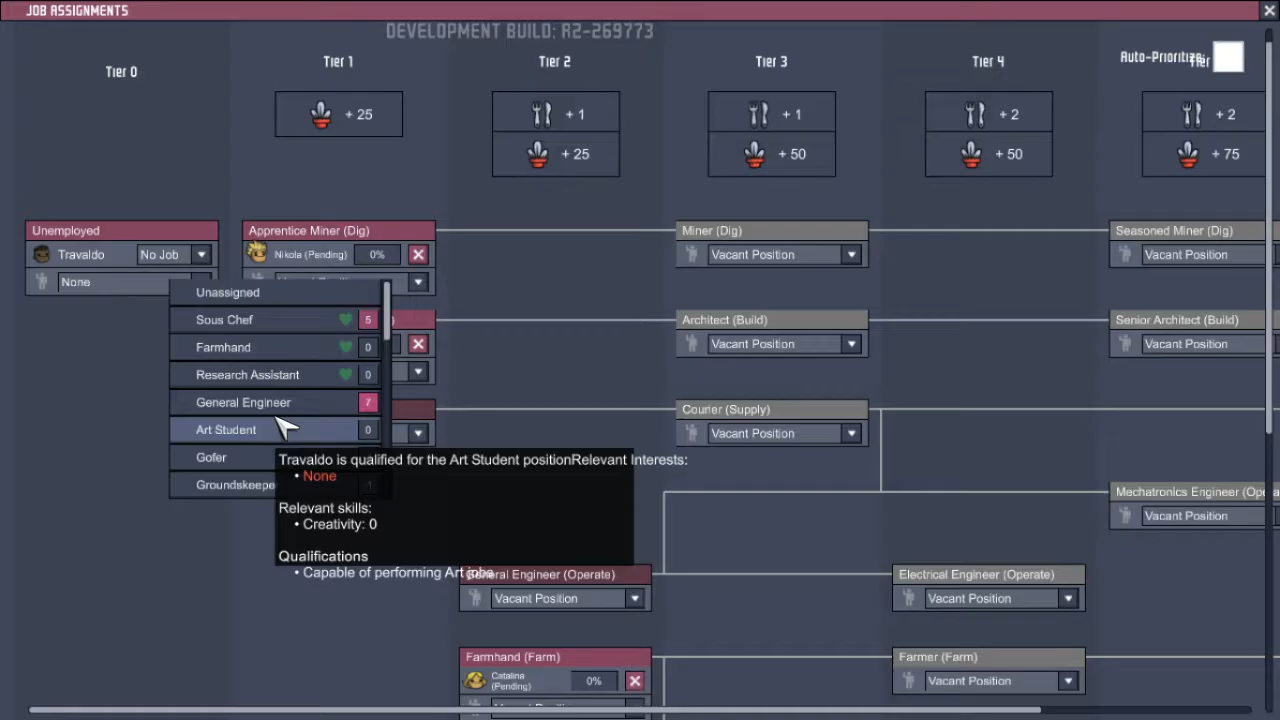 JOB ASSIGNMENTS
DEVELOPMENT BUILD: R2-269773
Tier 0
Tier 1
Tier 2
Tier 3
Tier 4
Auto-Prioritize:
Tier
+ 25
+ 1
+ 25
+ 1
+ 50
+ 2
+ 50
+ 2
+ 75
Unemployed
Travaldo
No Job
None
Apprentice Miner (Dig)
Nikola (Pending)
0%
Miner (Dig)
Vacant Position
Seasoned Miner (Dig)
Vacant Position
Unassigned
Sous Chef
5
Farmhand
0
Research Assistant
0
General Engineer
7
Art Student
0
Gofer
Groundskeepe
-1
Architect (Build)
Vacant Position
Senior Architect (Build)
Vacant Position
Courier (Supply)
Vacant Position
Travaldo is qualified for the Art Student positionRelevant Interests:
• None
Relevant skills:
• Creativity: 0
Qualifications
• Capable of performing Art jobs
Mechatronics Engineer (Ope
Vacant Position
General Engineer (Operate)
Vacant Position
Electrical Engineer (Operate)
Vacant Position
Farmhand (Farm)
Catalina
(Pending)
0%
Farmer (Farm)
Vacant Position